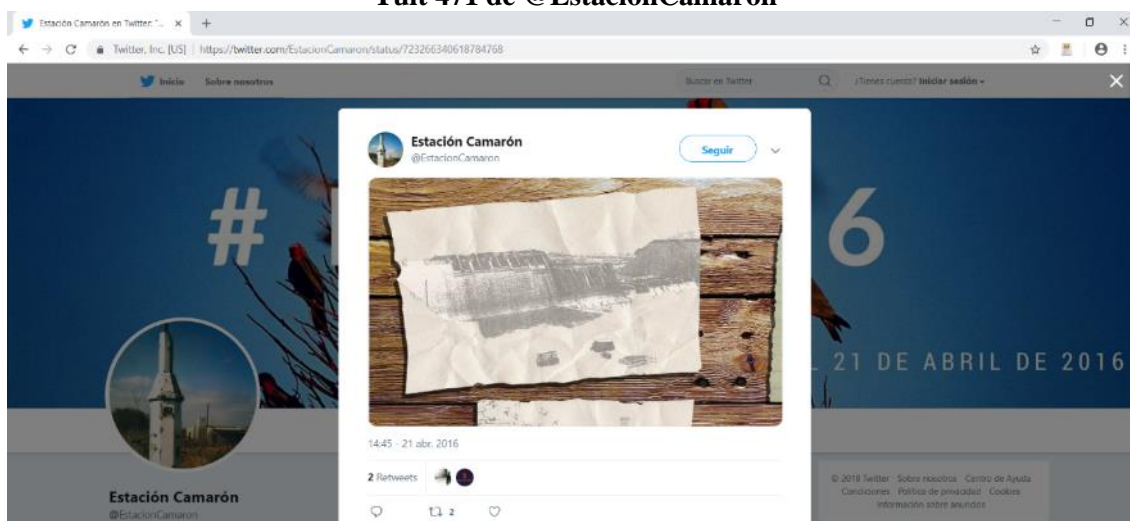 Tuit 471 de @EstacionCamaron
Estación Camarón en Twitter: "...
Twitter, Inc. [US] | https://twitter.com/EstacionCamaron/status/723266340618784768
Inicio Sobre nosotros
Buscar en Twitter
¿Tienes cuenta? Iniciar sesión
Estación Camarón
@EstacionCamaron
Seguir
#
6
21 DE ABRIL DE 2016
14:45 - 21 abr. 2016
2 Retweets
2
Estación Camarón
@EstacionCamaron
© 2018 Twitter Sobre nosotros Centro de Ayuda
Condiciones Política de privacidad Cookies
Información sobre anuncios